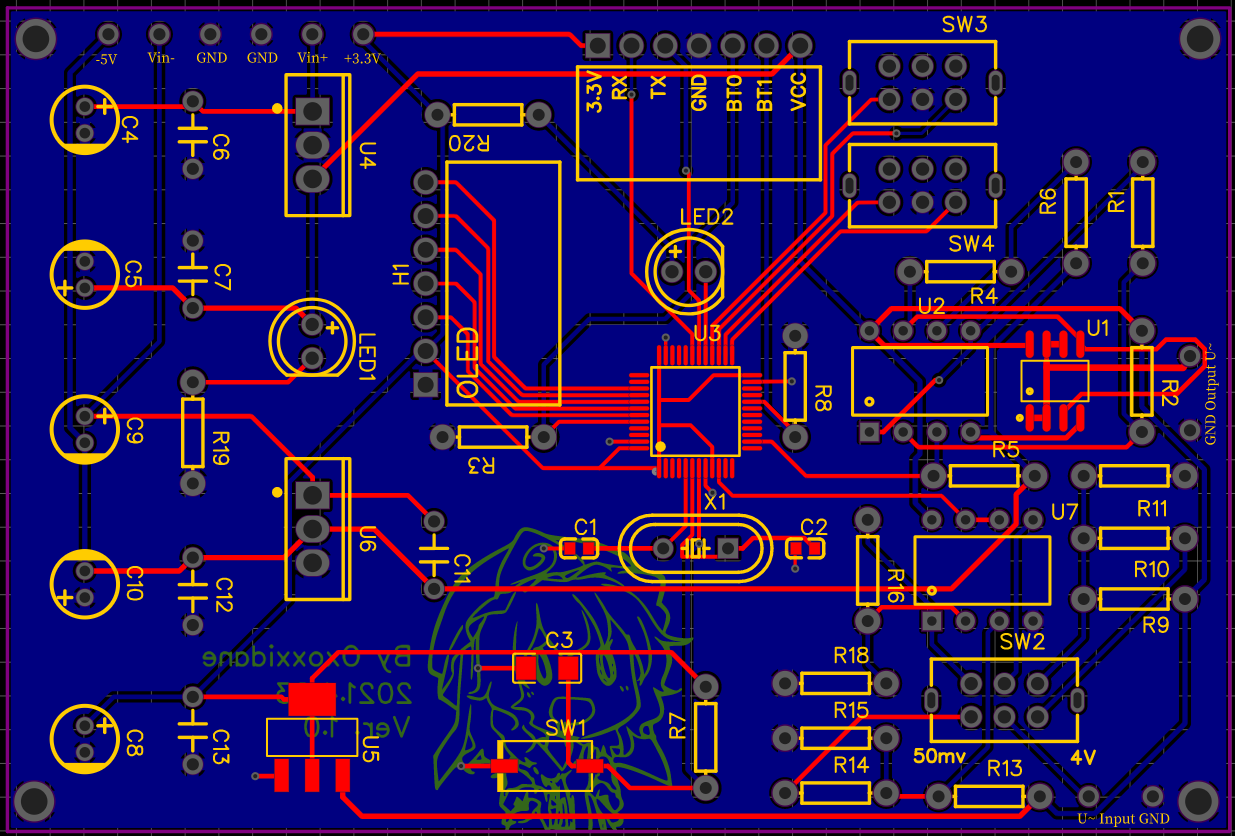 SW3
-5V Vin- GND GND Vin+ +3.3V
3.3V RX TX GND BT0 BT1 VCC
C4
C6
U4
R20
SW4
R6
R1
LED2
C5
C7
H1
OLED
R4
U2
U1
U3
LED1
R2
GND Output U~
C9
R19
R3
R8
R5
X1
R11
U7
U6
C1
C2
C11
C10
C12
R16
R10
R9
SW2
C3
R18
By 0xoxxidane
2021.
Ver. 1.0
R15
R7
SW1
C8
C13
U5
50mv
4V
R14
R13
U~ Input GND